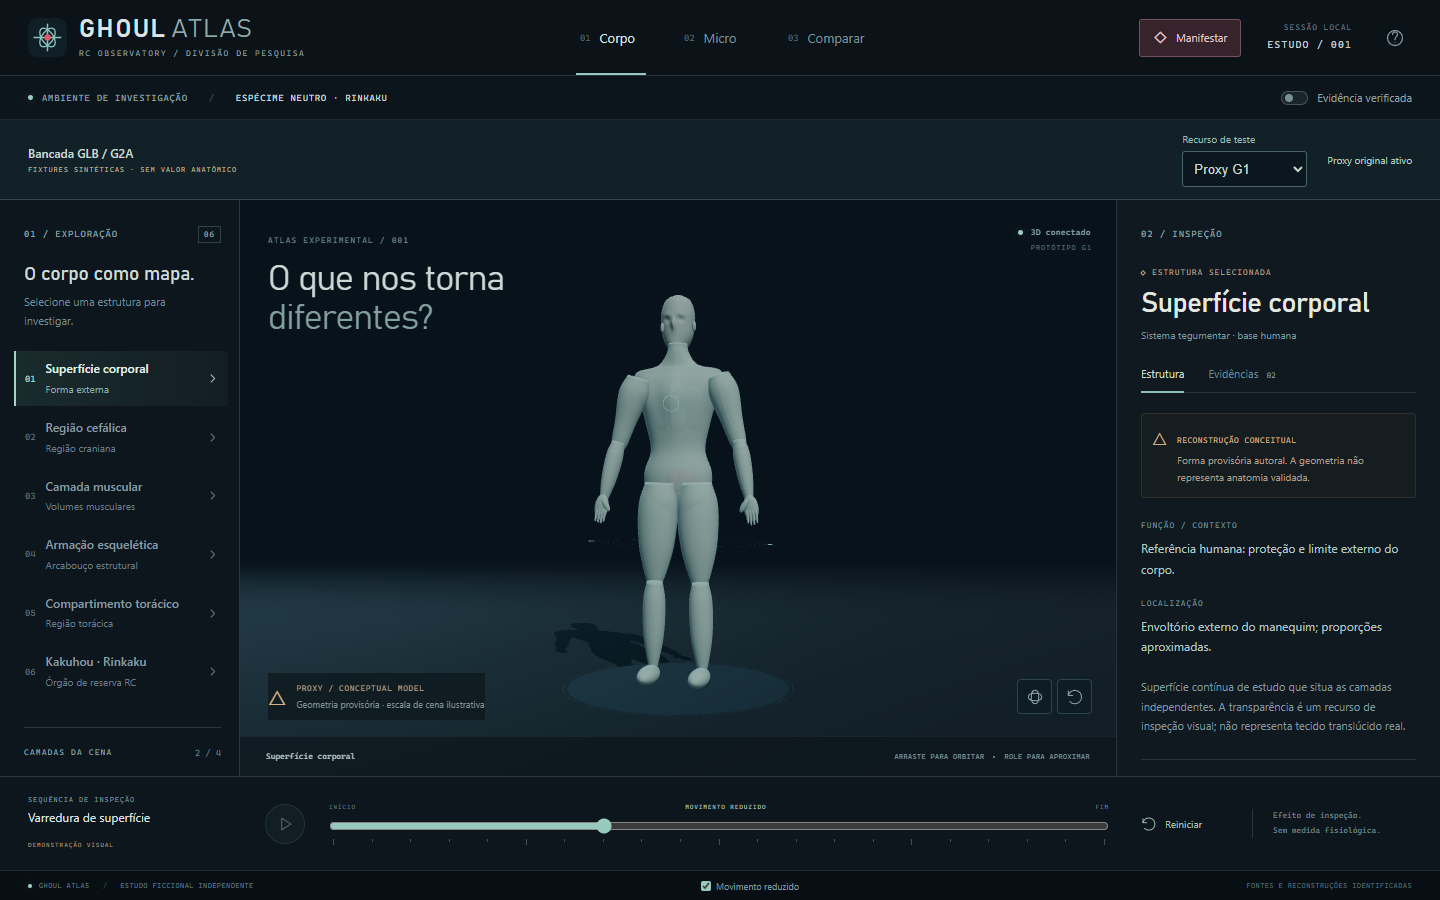 GHOUL ATLAS
RC OBSERVATORY / DIVISÃO DE PESQUISA
01 Corpo
02 Micro
03 Comparar
Manifestar
SESSÃO LOCAL
ESTUDO / 001
AMBIENTE DE INVESTIGAÇÃO / ESPÉCIME NEUTRO · RINKAKU
Evidência verificada
Bancada GLB / G2A
FIXTURES SINTÉTICAS · SEM VALOR ANATÔMICO
Recurso de teste
Proxy G1
Proxy original ativo
01 / EXPLORAÇÃO
06
O corpo como mapa.
Selecione uma estrutura para
investigar.
01 Superfície corporal
Forma externa
02 Região cefálica
Região craniana
03 Camada muscular
Volumes musculares
04 Armação esquelética
Arcabouço estrutural
05 Compartimento torácico
Região torácica
06 Kakuhou · Rinkaku
Órgão de reserva RC
CAMADAS DA CENA 2 / 4
ATLAS EXPERIMENTAL / 001
O que nos torna
diferentes?
3D conectado
PROTÓTIPO G1
PROXY / CONCEPTUAL MODEL
Geometria provisória · escala de cena ilustrativa
Superfície corporal
ARRASTE PARA ORBITAR · ROLE PARA APROXIMAR
02 / INSPEÇÃO
ESTRUTURA SELECIONADA
Superfície corporal
Sistema tegumentar · base humana
Estrutura
Evidências 02
RECONSTRUÇÃO CONCEITUAL
Forma provisória autoral. A geometria não
representa anatomia validada.
FUNÇÃO / CONTEXTO
Referência humana: proteção e limite externo do
corpo.
LOCALIZAÇÃO
Envoltório externo do manequim; proporções
aproximadas.
Superfície contínua de estudo que situa as camadas
independentes. A transparência é um recurso de
inspeção visual; não representa tecido translúcido real.
SEQUÊNCIA DE INSPEÇÃO
Varredura de superfície
DEMONSTRAÇÃO VISUAL
INÍCIO
MOVIMENTO REDUZIDO
FIM
Reiniciar
Efeito de inspeção.
Sem medida fisiológica.
GHOUL ATLAS / ESTUDO FICCIONAL INDEPENDENTE
Movimento reduzido
FONTES E RECONSTRUÇÕES IDENTIFICADAS